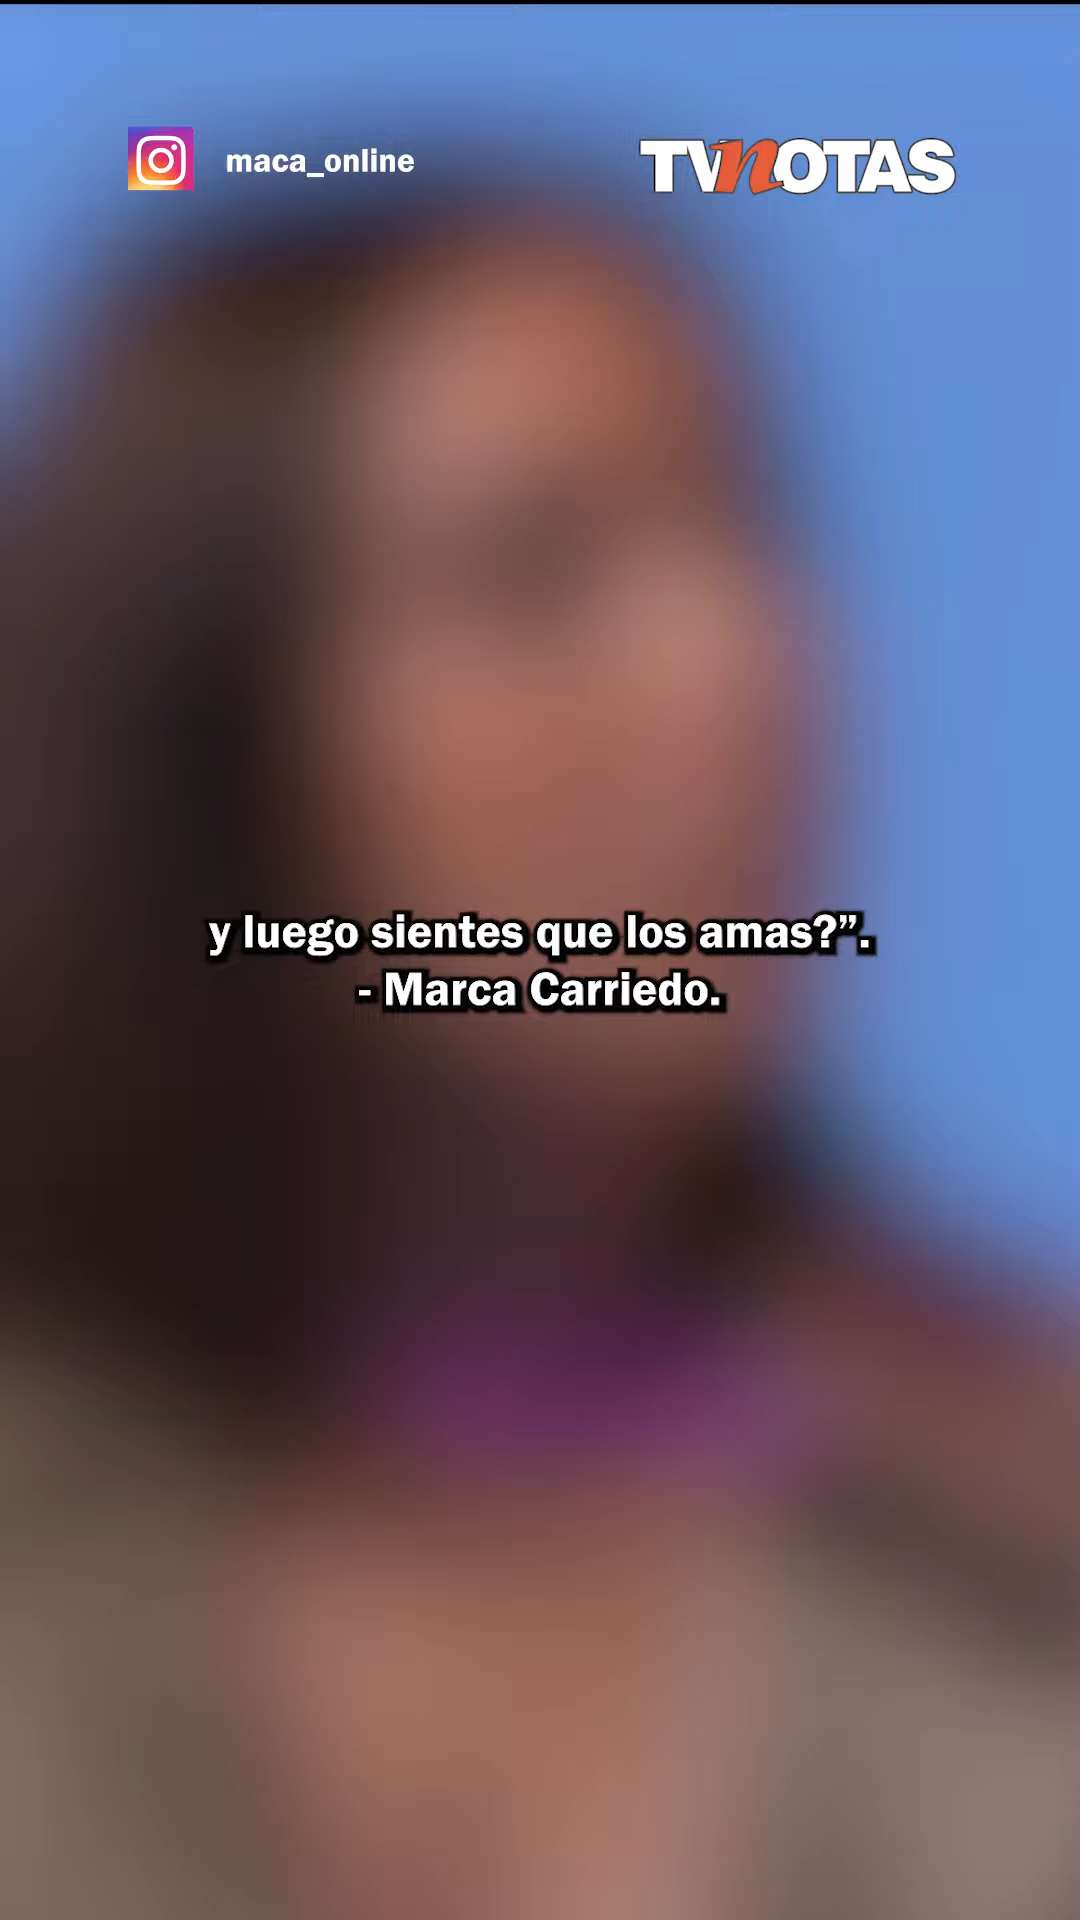 maca_online
TVnOTAS
y luego sientes que los amas?”.
- Marca Carriedo.